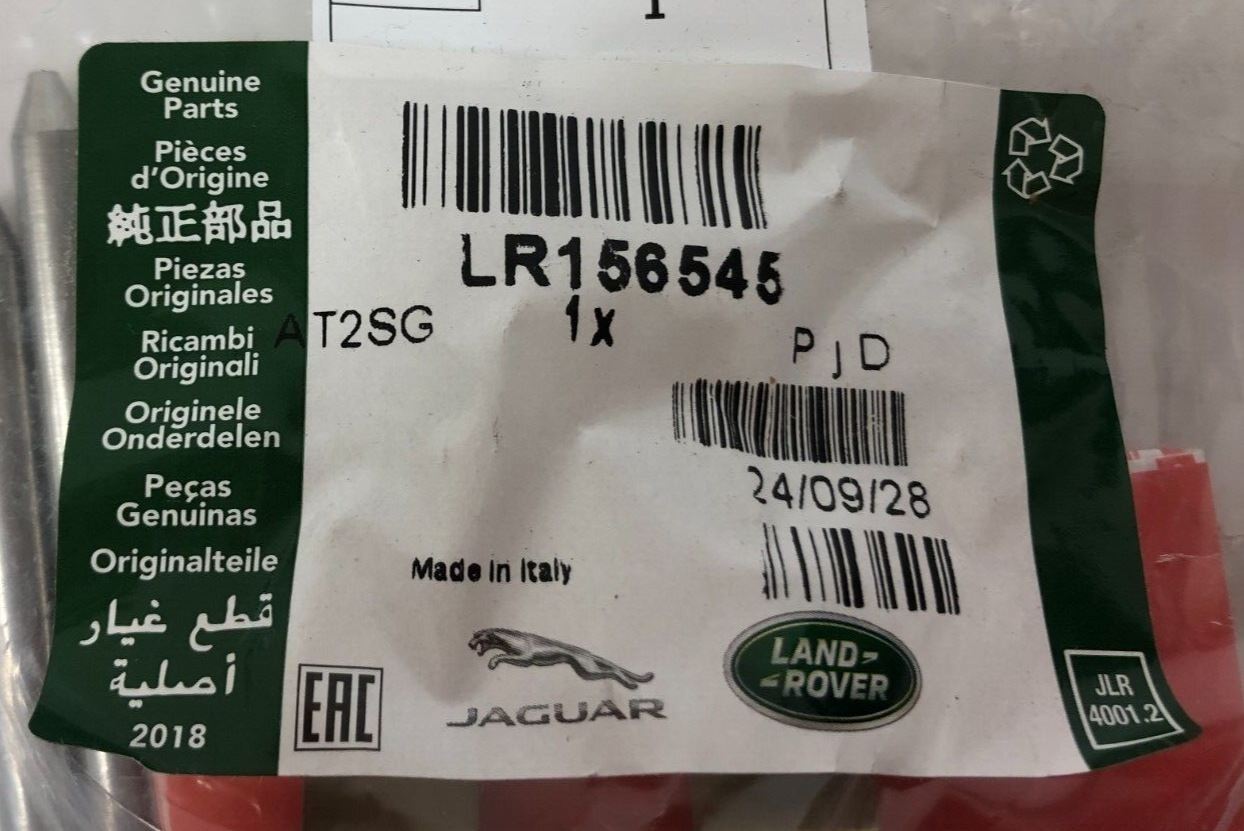 1
Genuine
Parts
Pièces
d'Origine
純正部品
Piezas
Originales
Ricambi
Originali
Originele
Onderdelen
Peças
Genuinas
Originalteile
قطع غيار
أصلية
2018
LR156545
1x
AT2SG
PjD
24/09/28
Made in Italy
EAC
JAGUAR
LAND-
-ROVER
JLR
4001.2